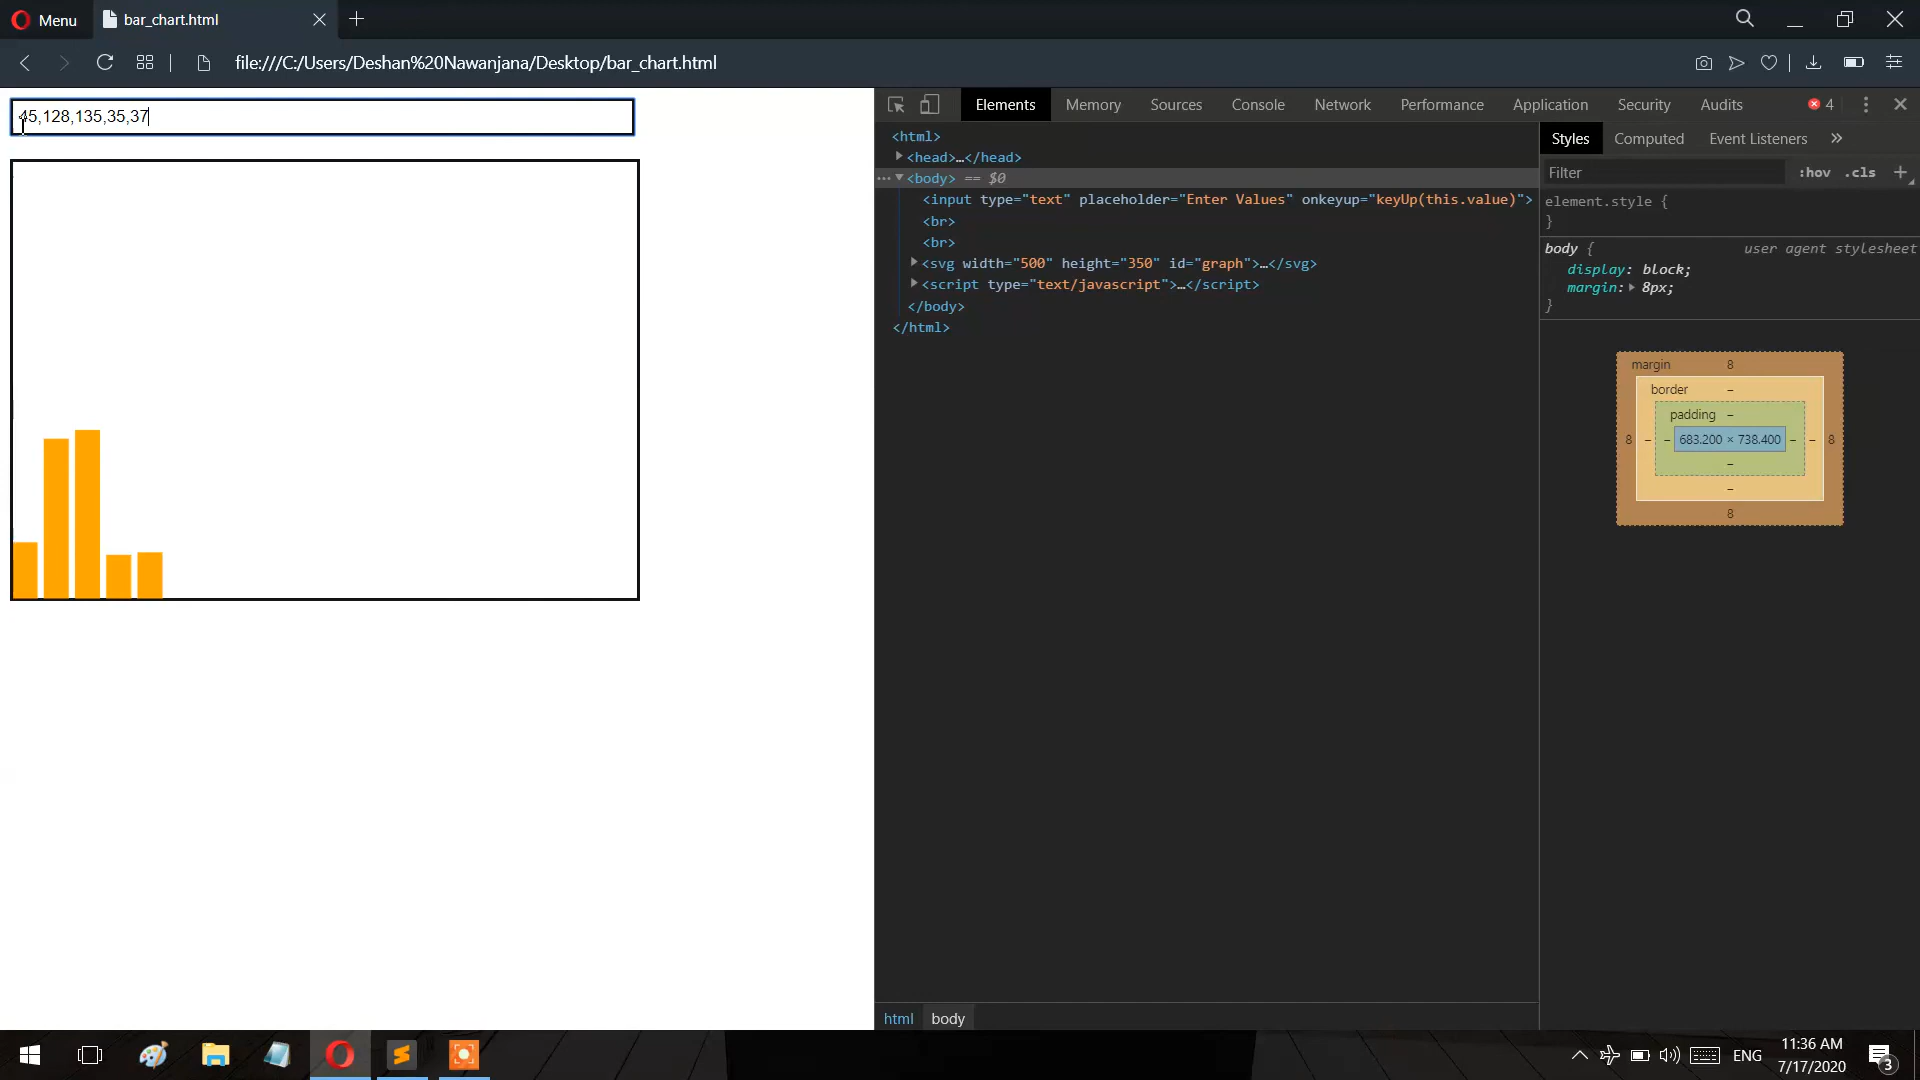 Menu
bar_chart.html
file:///C:/Users/Deshan%20Nawanjana/Desktop/bar_chart.html
45,128,135,35,37
Elements Memory Sources Console Network Performance Application Security Audits 4
<html>
<head>…</head>
<body> == $0
<input type="text" placeholder="Enter Values" onkeyup="keyUp(this.value)">
<br>
<br>
<svg width="500" height="350" id="graph">…</svg>
<script type="text/javascript">…</script>
</body>
</html>
html body
Styles Computed Event Listeners »
Filter :hov .cls +
element.style {
}
body { user agent stylesheet
display: block;
margin: 8px;
}
margin 8
border –
padding –
8 – – 683.200 × 738.400 – – 8
–
–
8
ENG
11:36 AM
7/17/2020
3